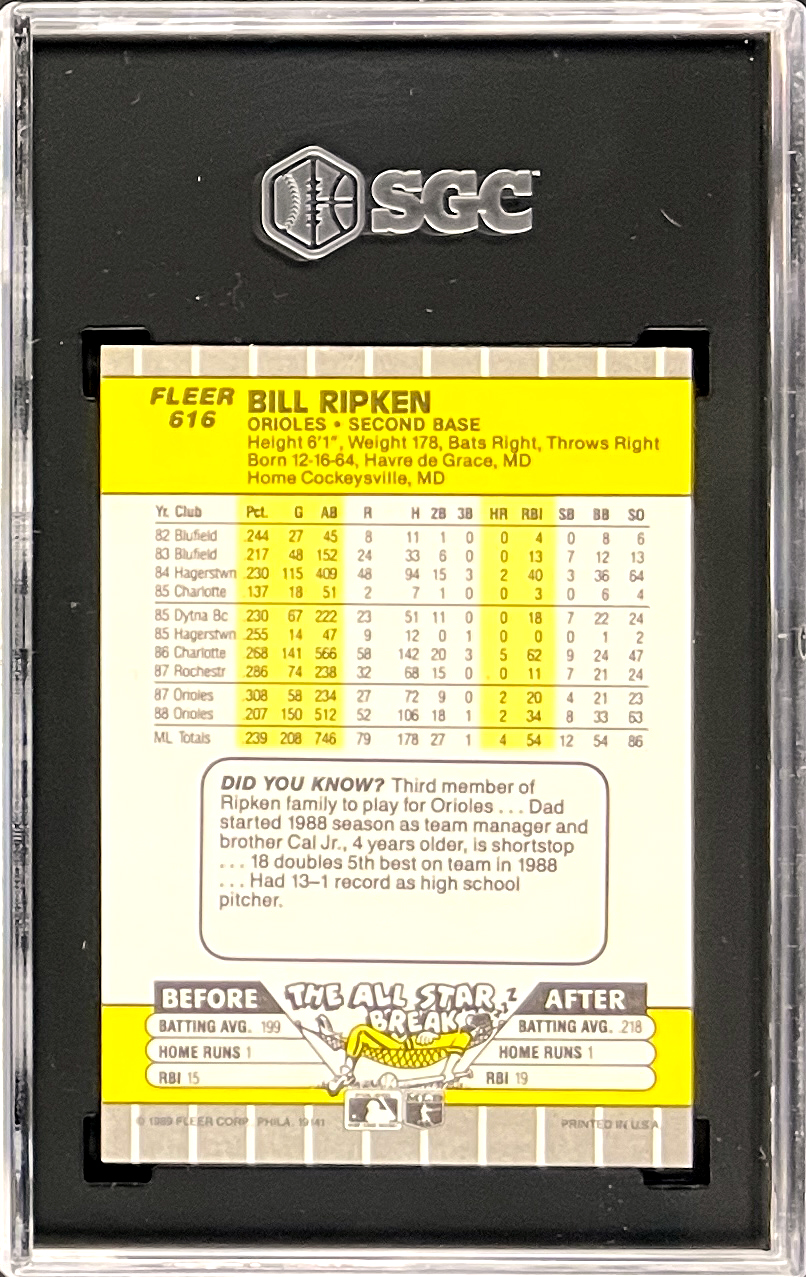 SGC
FLEER
616
BILL RIPKEN
ORIOLES • SECOND BASE
Height 6'1", Weight 178, Bats Right, Throws Right
Born 12-16-64, Havre de Grace, MD
Home Cockeysville, MD
Yr. Club Pct. G AB R H 2B 3B HR RBI SB BB SO
82 Blufield .244 27 45 8 11 1 0 0 4 0 8 6
83 Blufield .217 48 152 24 33 6 0 0 13 7 12 13
84 Hagerstwn .230 115 409 48 94 15 3 2 40 3 36 64
85 Charlotte .137 18 51 2 7 1 0 0 3 0 6 4
85 Dytna Bc .230 67 222 23 51 11 0 0 18 7 22 24
85 Hagerstwn .255 14 47 9 12 0 1 0 0 0 1 2
86 Charlotte .268 141 566 58 142 20 3 5 62 9 24 47
87 Rochestr .286 74 238 32 68 15 0 0 11 7 21 24
87 Orioles .308 58 234 27 72 9 0 2 20 4 21 23
88 Orioles .207 150 512 52 106 18 1 2 34 8 33 63
ML Totals .239 208 746 79 178 27 1 4 54 12 54 86
DID YOU KNOW? Third member of
Ripken family to play for Orioles . . . Dad
started 1988 season as team manager and
brother Cal Jr., 4 years older, is shortstop
. . . 18 doubles 5th best on team in 1988
. . . Had 13–1 record as high school
pitcher.
BEFORE THE ALL STAR BREAK AFTER
BATTING AVG. .199 BATTING AVG. .218
HOME RUNS 1 HOME RUNS 1
RBI 15 RBI 19
© 1989 FLEER CORP. PHILA. 19141 PRINTED IN U.S.A.